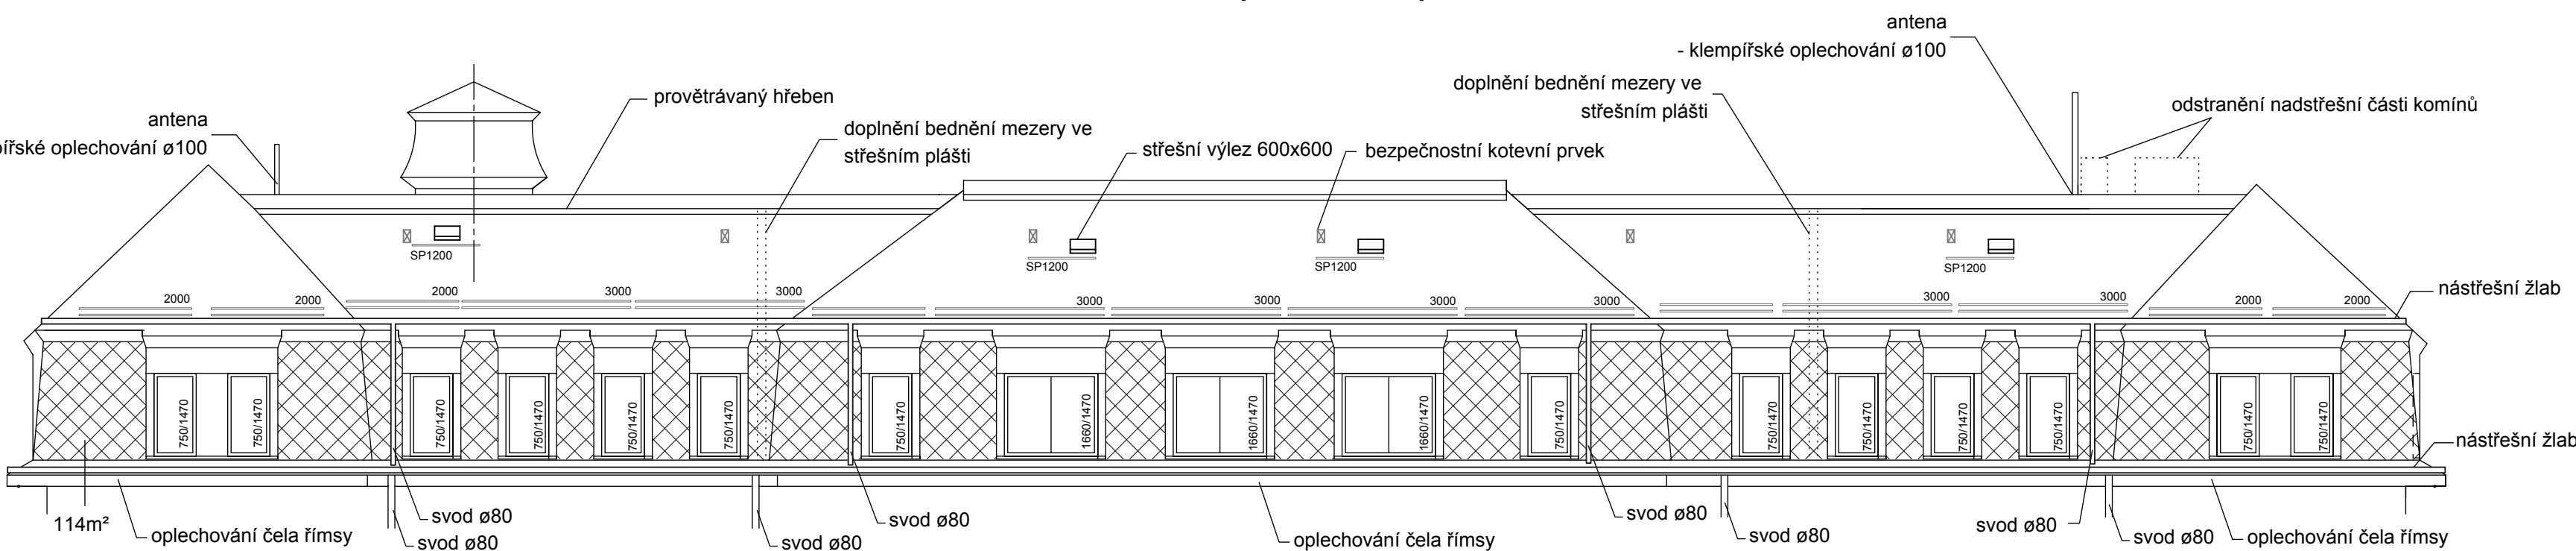 antena
- klempířské oplechování ø100
doplnění bednění mezery ve
střešním plášti
odstranění nadstřešní části komínů
provětrávaný hřeben
antena
ířské oplechování ø100
doplnění bednění mezery ve
střešním plášti
střešní výlez 600x600
bezpečnostní kotevní prvek
SP1200
SP1200
SP1200
SP1200
nástřešní žlab
2000
2000
2000
3000
3000
3000
3000
3000
3000
3000
3000
2000
2000
750/1470
750/1470
750/1470
750/1470
750/1470
750/1470
750/1470
1660/1470
1660/1470
1660/1470
750/1470
750/1470
750/1470
750/1470
750/1470
750/1470
750/1470
nástřešní žlab
114m²
oplechování čela římsy
svod ø80
svod ø80
svod ø80
svod ø80
oplechování čela římsy
svod ø80
svod ø80
svod ø80
svod ø80
oplechování čela římsy